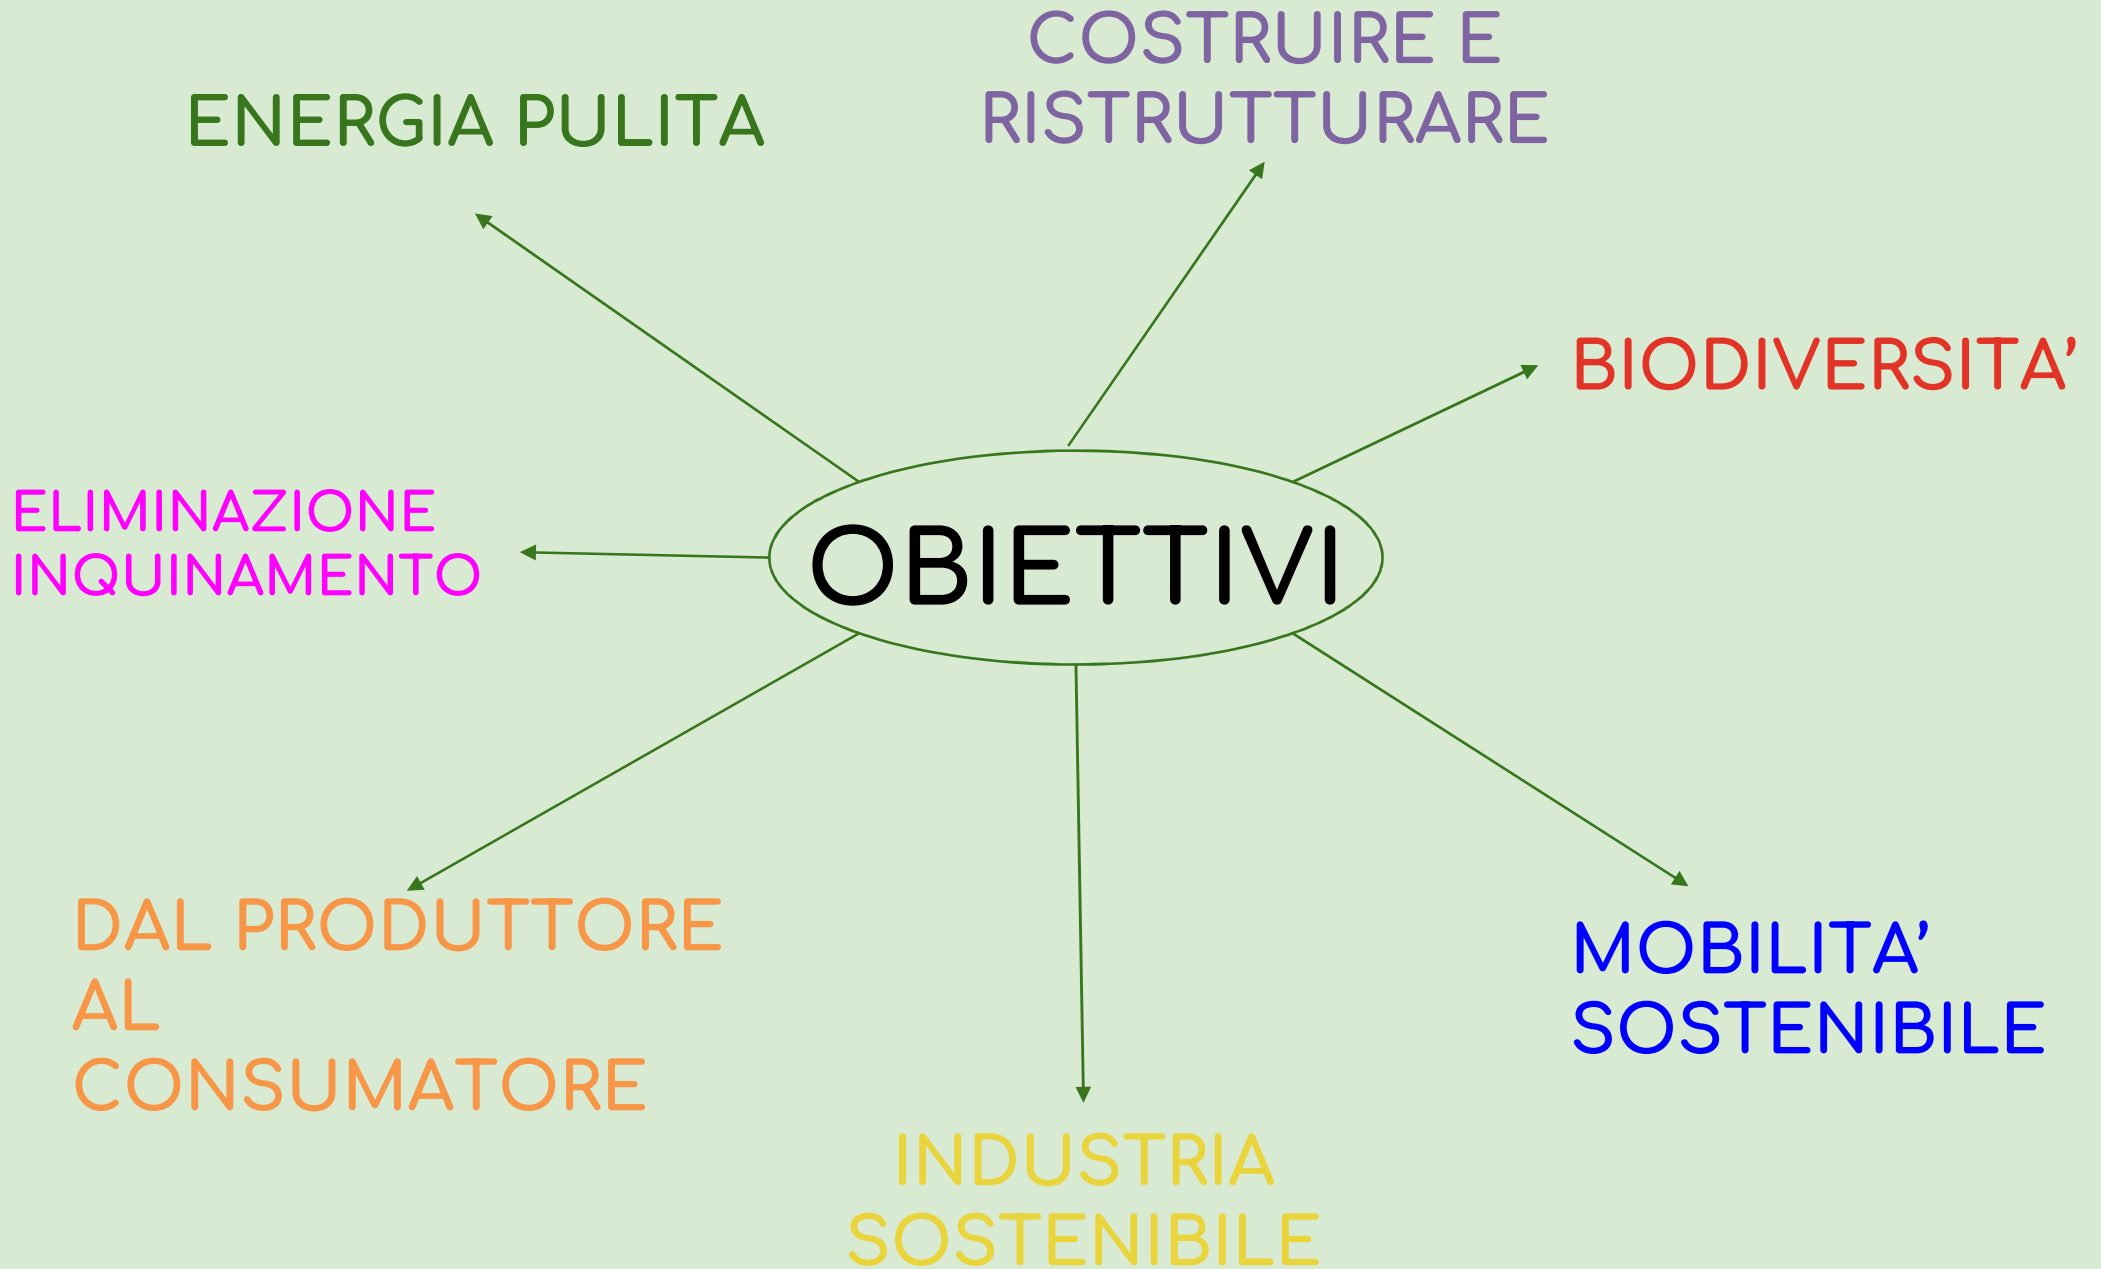 COSTRUIRE E
RISTRUTTURARE
ENERGIA PULITA
BIODIVERSITA’
ELIMINAZIONE
INQUINAMENTO
OBIETTIVI
DAL PRODUTTORE
AL
CONSUMATORE
MOBILITA’
SOSTENIBILE
INDUSTRIA
SOSTENIBILE